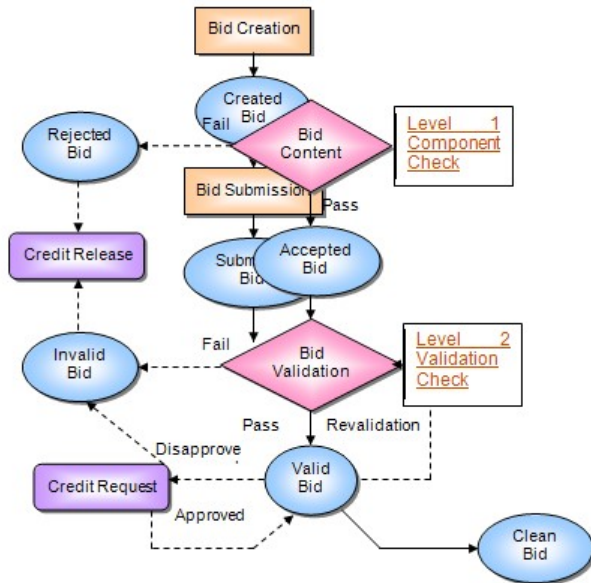 Bid Creation
Created
Bid
Fail
Rejected
Bid
Bid
Content
Level 1
Component
Check
Bid Submission
Pass
Credit Release
Bid
Accepted
Bid
Fail
Invalid
Bid
Bid
Validation
Level 2
Validation
Check
Pass
Revalidation
Disapprove
Credit Request
Valid
Bid
Approved
Clean
Bid